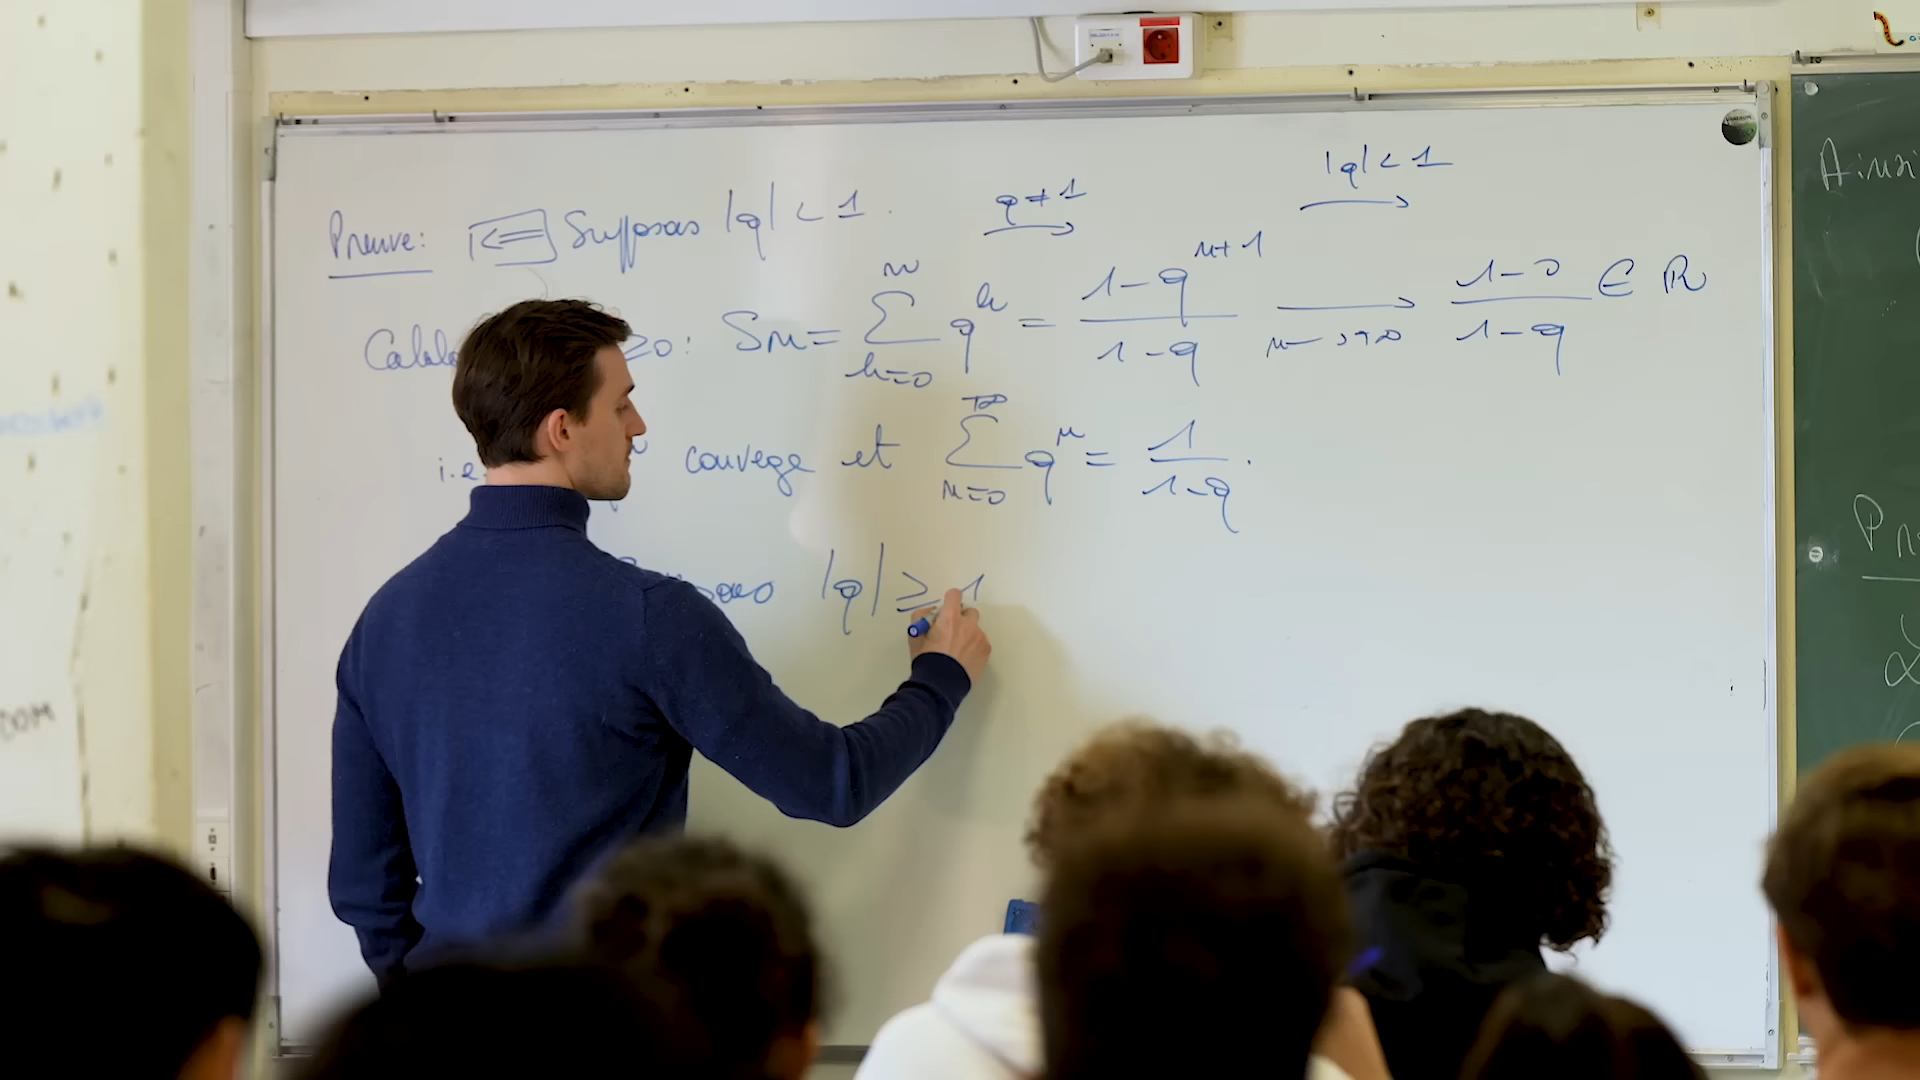 Preuve: |<=| Supposons |q| < 1.
q ≠ 1 →
|q| < 1 →
≥0: Sn = ∑_{k=0}^{n} q^k = (1-q^{n+1})/(1-q) →_{n→+∞} (1-0)/(1-q) ∈ ℝ
i.e. converge et ∑_{n=0}^{+∞} q^n = 1/(1-q).
|q| ≥ 1
Ainsi